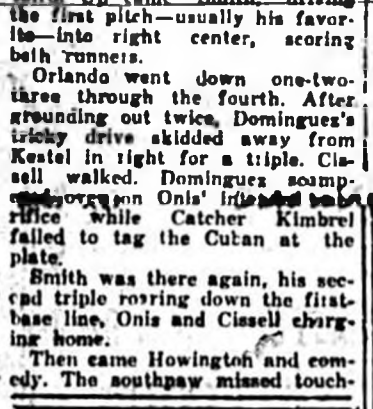 the first pitch—usually his favor-
ite—into right center, scoring
both runners.
Orlando went down one-two-
three through the fourth. After
grounding out twice, Dominguez's
tricky drive skidded away from
Kestel in right for a triple. Cis-
sell walked. Dominguez scamp-
on Onis' intended
rifice while Catcher Kimbrel
failed to tag the Cuban at the
plate.
Smith was there again, his sec-
ond triple roaring down the first-
base line, Onis and Cissell charg-
ing home.
Then came Howington and com-
edy. The southpaw missed touch-